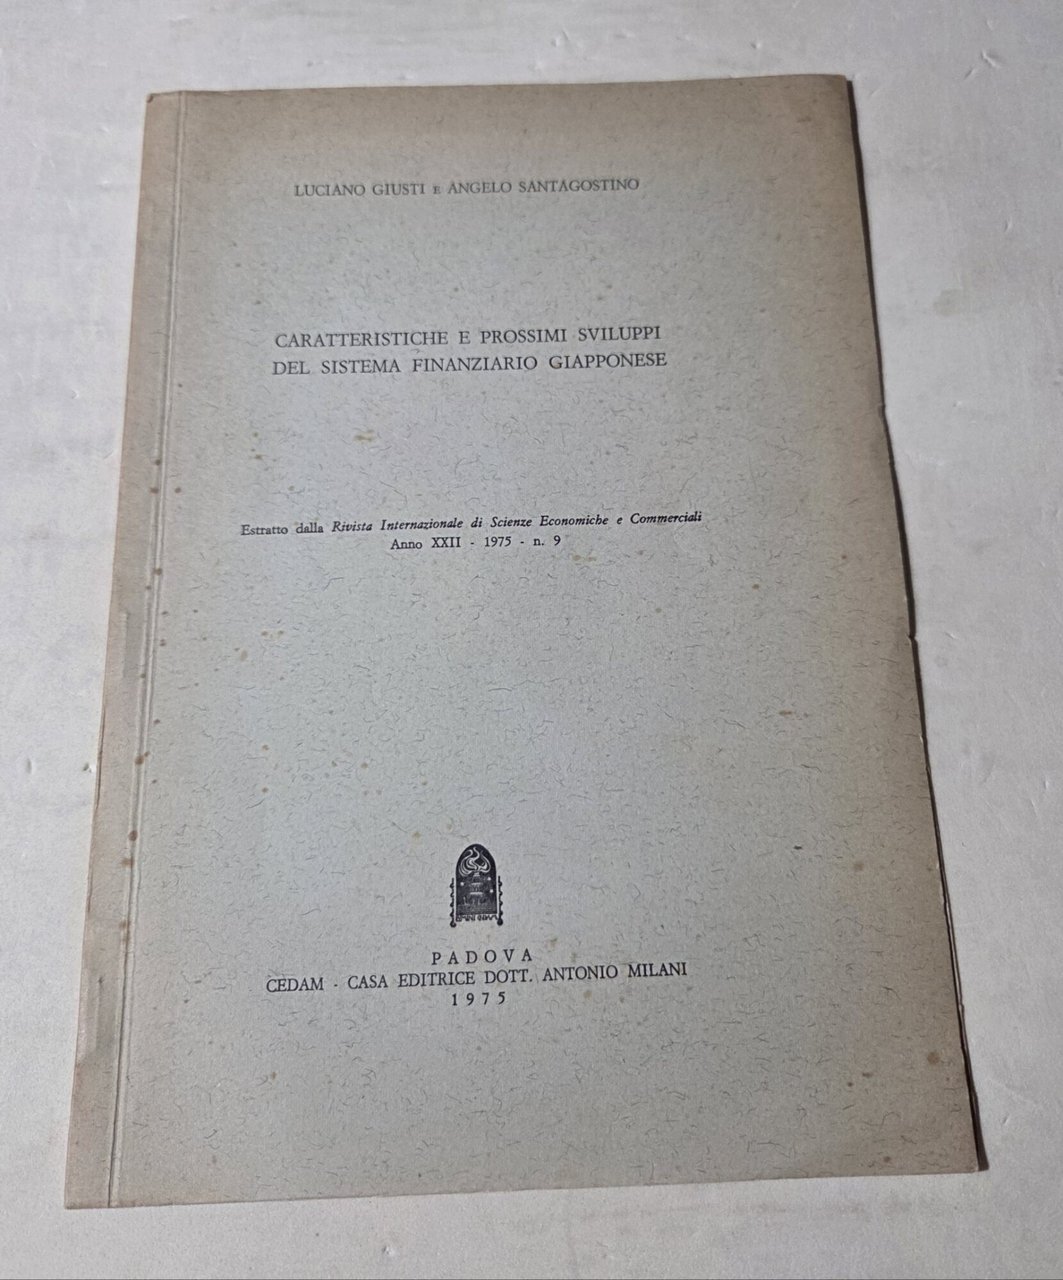 LUCIANO GIUSTI E ANGELO SANTAGOSTINO
CARATTERISTICHE E PROSSIMI SVILUPPI
DEL SISTEMA FINANZIARIO GIAPPONESE
Estratto dalla Rivista Internazionale di Scienze Economiche e Commerciali
Anno XXII - 1975 - n. 9
PADOVA
CEDAM - CASA EDITRICE DOTT. ANTONIO MILANI
1975